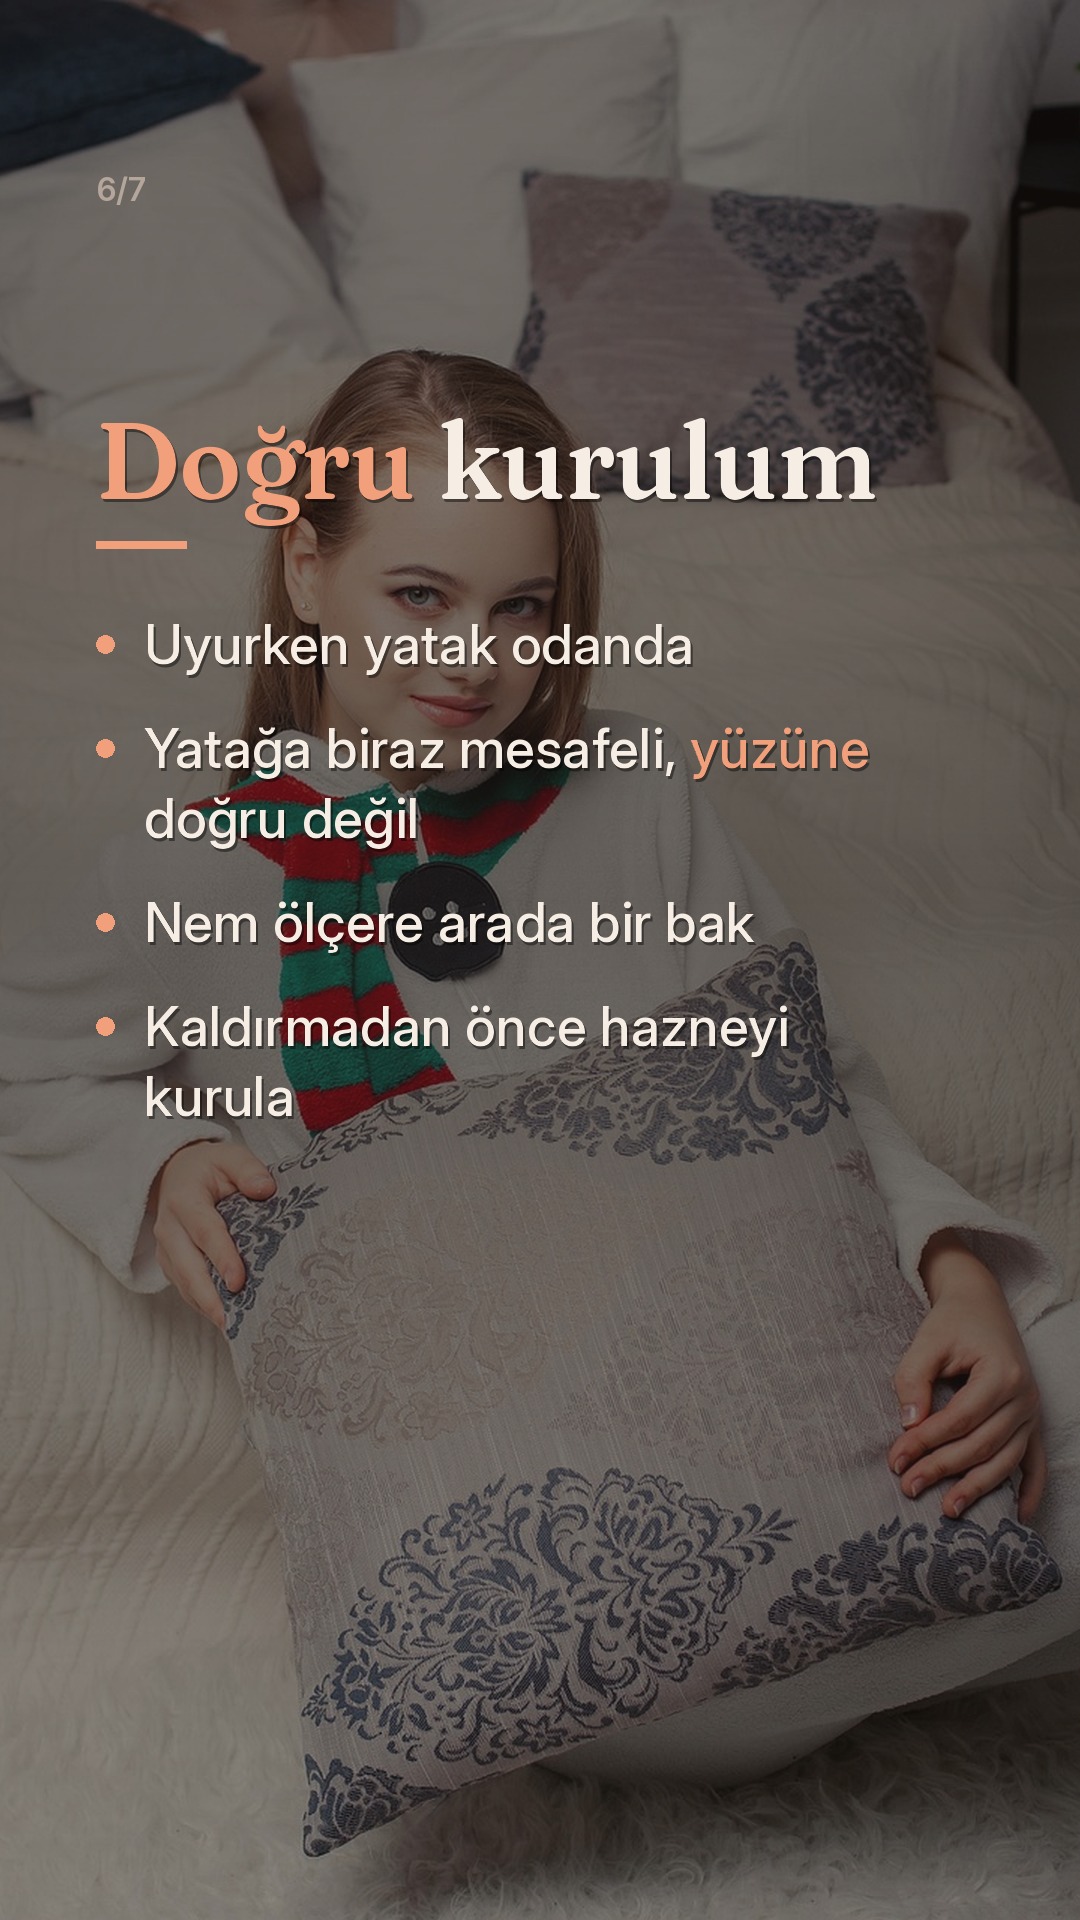 6/7
Doğru kurulum
Uyurken yatak odanda
Yatağa biraz mesafeli, yüzüne
doğru değil
Nem ölçere arada bir bak
Kaldırmadan önce hazneyi
kurula